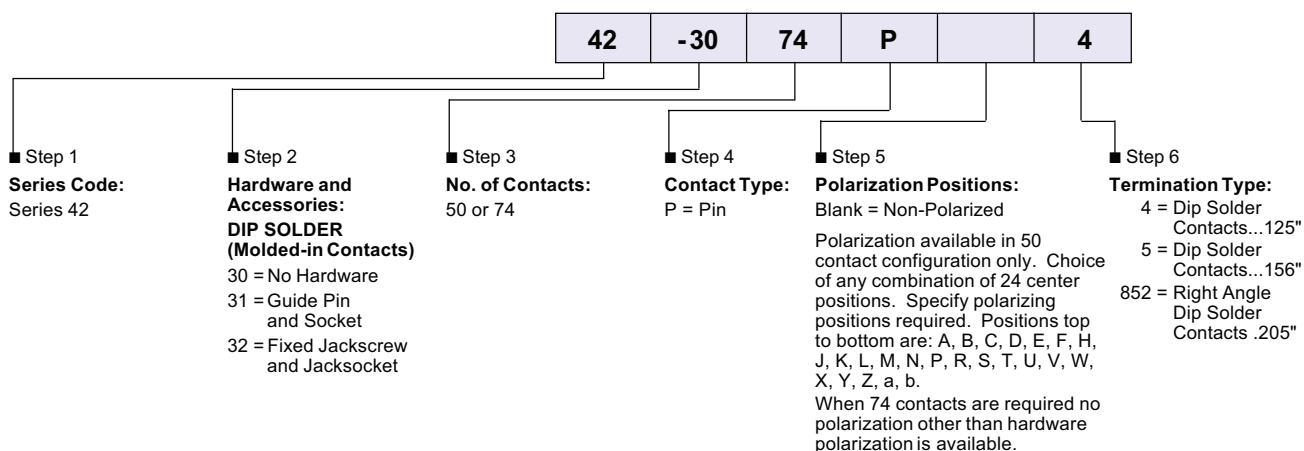 42 -30 74 P 4
■ Step 1
Series Code:
Series 42
■ Step 2
Hardware and
Accessories:
DIP SOLDER
(Molded-in Contacts)
30 = No Hardware
31 = Guide Pin
and Socket
32 = Fixed Jackscrew
and Jacksocket
■ Step 3
No. of Contacts:
50 or 74
■ Step 4
Contact Type:
P = Pin
■ Step 5
Polarization Positions:
Blank = Non-Polarized
Polarization available in 50
contact configuration only. Choice
of any combination of 24 center
positions. Specify polarizing
positions required. Positions top
to bottom are: A, B, C, D, E, F, H,
J, K, L, M, N, P, R, S, T, U, V, W,
X, Y, Z, a, b.
When 74 contacts are required no
polarization other than hardware
polarization is available.
■ Step 6
Termination Type:
4 = Dip Solder
Contacts...125"
5 = Dip Solder
Contacts...156"
852 = Right Angle
Dip Solder
Contacts .205"